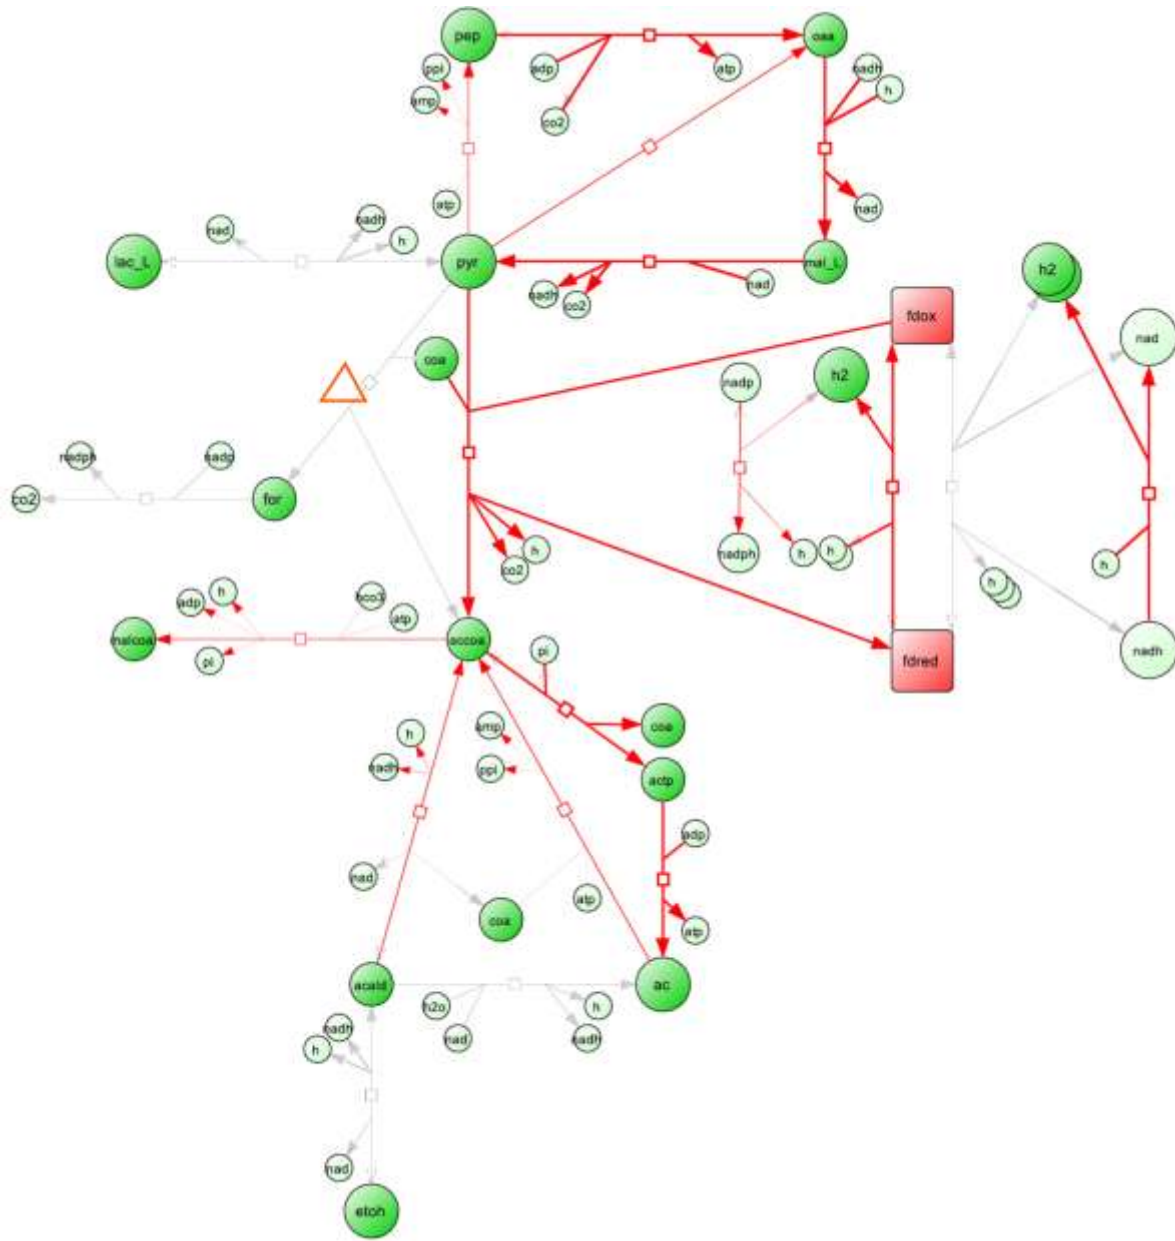 pep
oaa
nadh
ppi
adp
atp
h
amp
co2
atp
nad
nad
nadh
h
lac_L
pyr
mal_L
h2
nadh
co2
nad
fdox
nad
coa
nadp
h2
nadph
nadp
co2
for
h
co2
nadph
h
h
h
h
h
adp
hco3
atp
malcoa
accoa
pi
pi
fdred
nadh
h
amp
coa
nadh
ppi
actp
adp
nad
coa
atp
atp
acald
ac
h2o
h
nad
nadh
nadh
h
nad
etoh